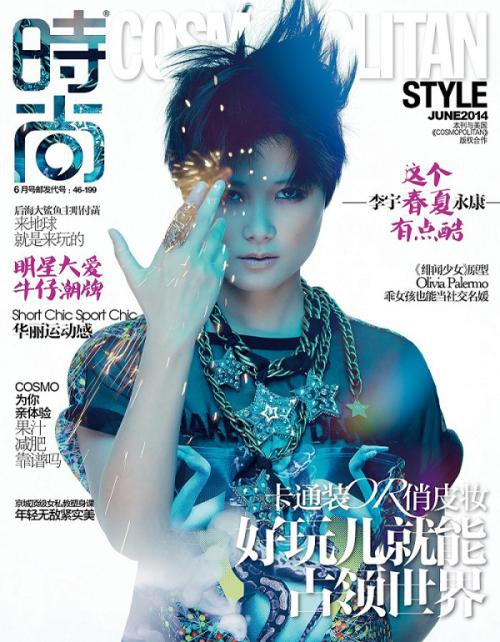 時尚
COSMOPOLITAN
STYLE
JUNE2014
本刊与美国
《COSMOPOLITAN》
版权合作
6月号邮发代号：46-199
后海大鲨鱼主唱付菡
来地球
就是来玩的
明星大爱
牛仔潮牌
Short Chic Sport Chic
华丽运动感
COSMO
为你
亲体验
果汁
减肥
靠谱吗
京城顶级女私教塑身课
年轻无敌紧实美
这个
李宇春夏永康
有点酷
《绯闻少女》原型
Olivia Palermo
乖女孩也能当社交名媛
MAKE
卡通装OR俏皮妆
好玩儿就能
占领世界